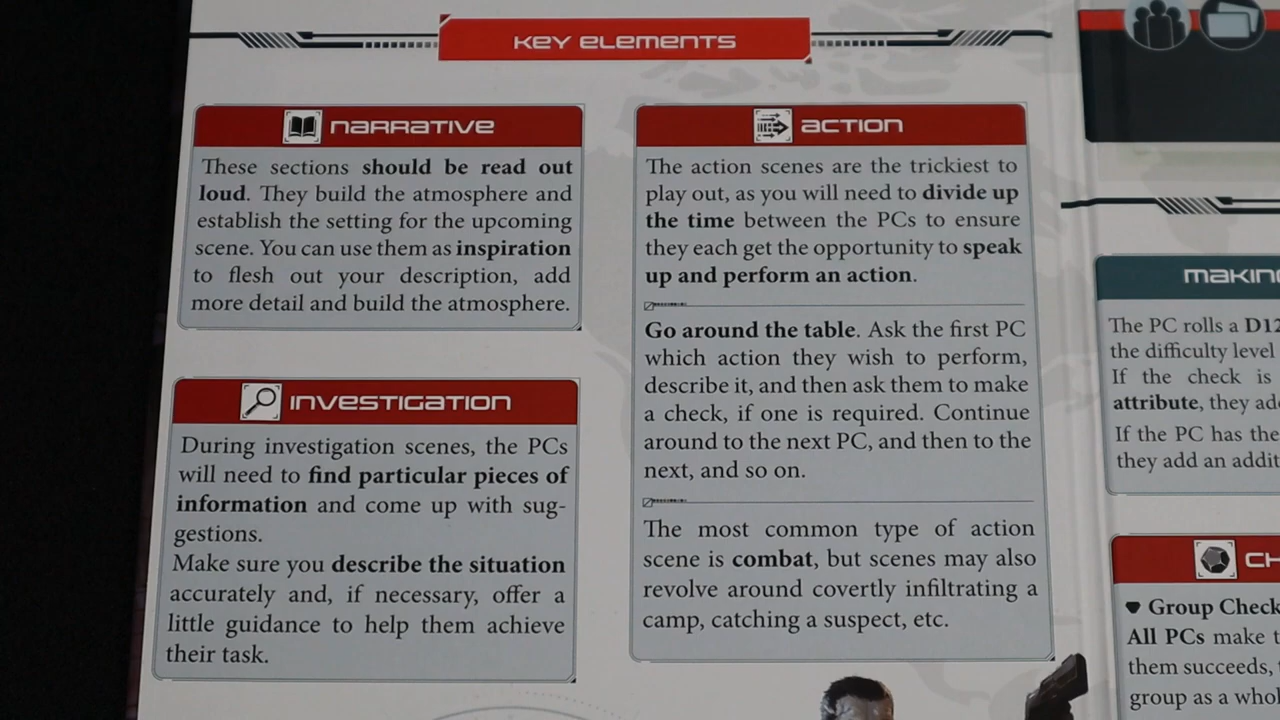 KEY ELEMENTS
NARRATIVE
These sections should be read out
loud. They build the atmosphere and
establish the setting for the upcoming
scene. You can use them as inspiration
to flesh out your description, add
more detail and build the atmosphere.
INVESTIGATION
During investigation scenes, the PCs
will need to find particular pieces of
information and come up with sug-
gestions.
Make sure you describe the situation
accurately and, if necessary, offer a
little guidance to help them achieve
their task.
ACTION
The action scenes are the trickiest to
play out, as you will need to divide up
the time between the PCs to ensure
they each get the opportunity to speak
up and perform an action.
Go around the table. Ask the first PC
which action they wish to perform,
describe it, and then ask them to make
a check, if one is required. Continue
around to the next PC, and then to the
next, and so on.
The most common type of action
scene is combat, but scenes may also
revolve around covertly infiltrating a
camp, catching a suspect, etc.
The PC rolls a D12
the difficulty level
If the check is
attribute, they
If the PC has the
they add an
Group Check
All PCs make
them succeeds,
group as a